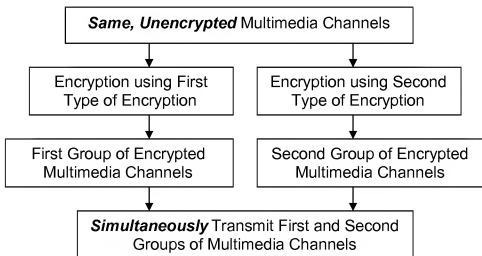 Same, Unencrypted Multimedia Channels
Encryption using First
Type of Encryption
Encryption using Second
Type of Encryption
First Group of Encrypted
Multimedia Channels
Second Group of Encrypted
Multimedia Channels
Simultaneously Transmit First and Second
Groups of Multimedia Channels